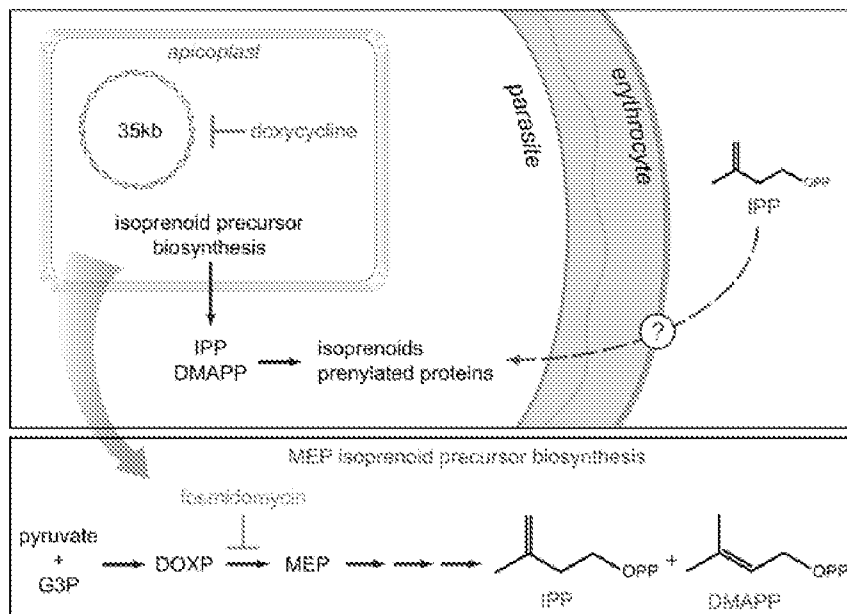 apicoplast
35kb
doxycycline
isoprenoid precursor
biosynthesis
IPP
DMAPP
isoprenoids
prenylated proteins
parasite
erythrocyte
OPP
IPP
?
MEP isoprenoid precursor biosynthesis
fosmidomycin
pyruvate
+
G3P
DOXP
MEP
OPP
IPP
+
OPP
DMAPP